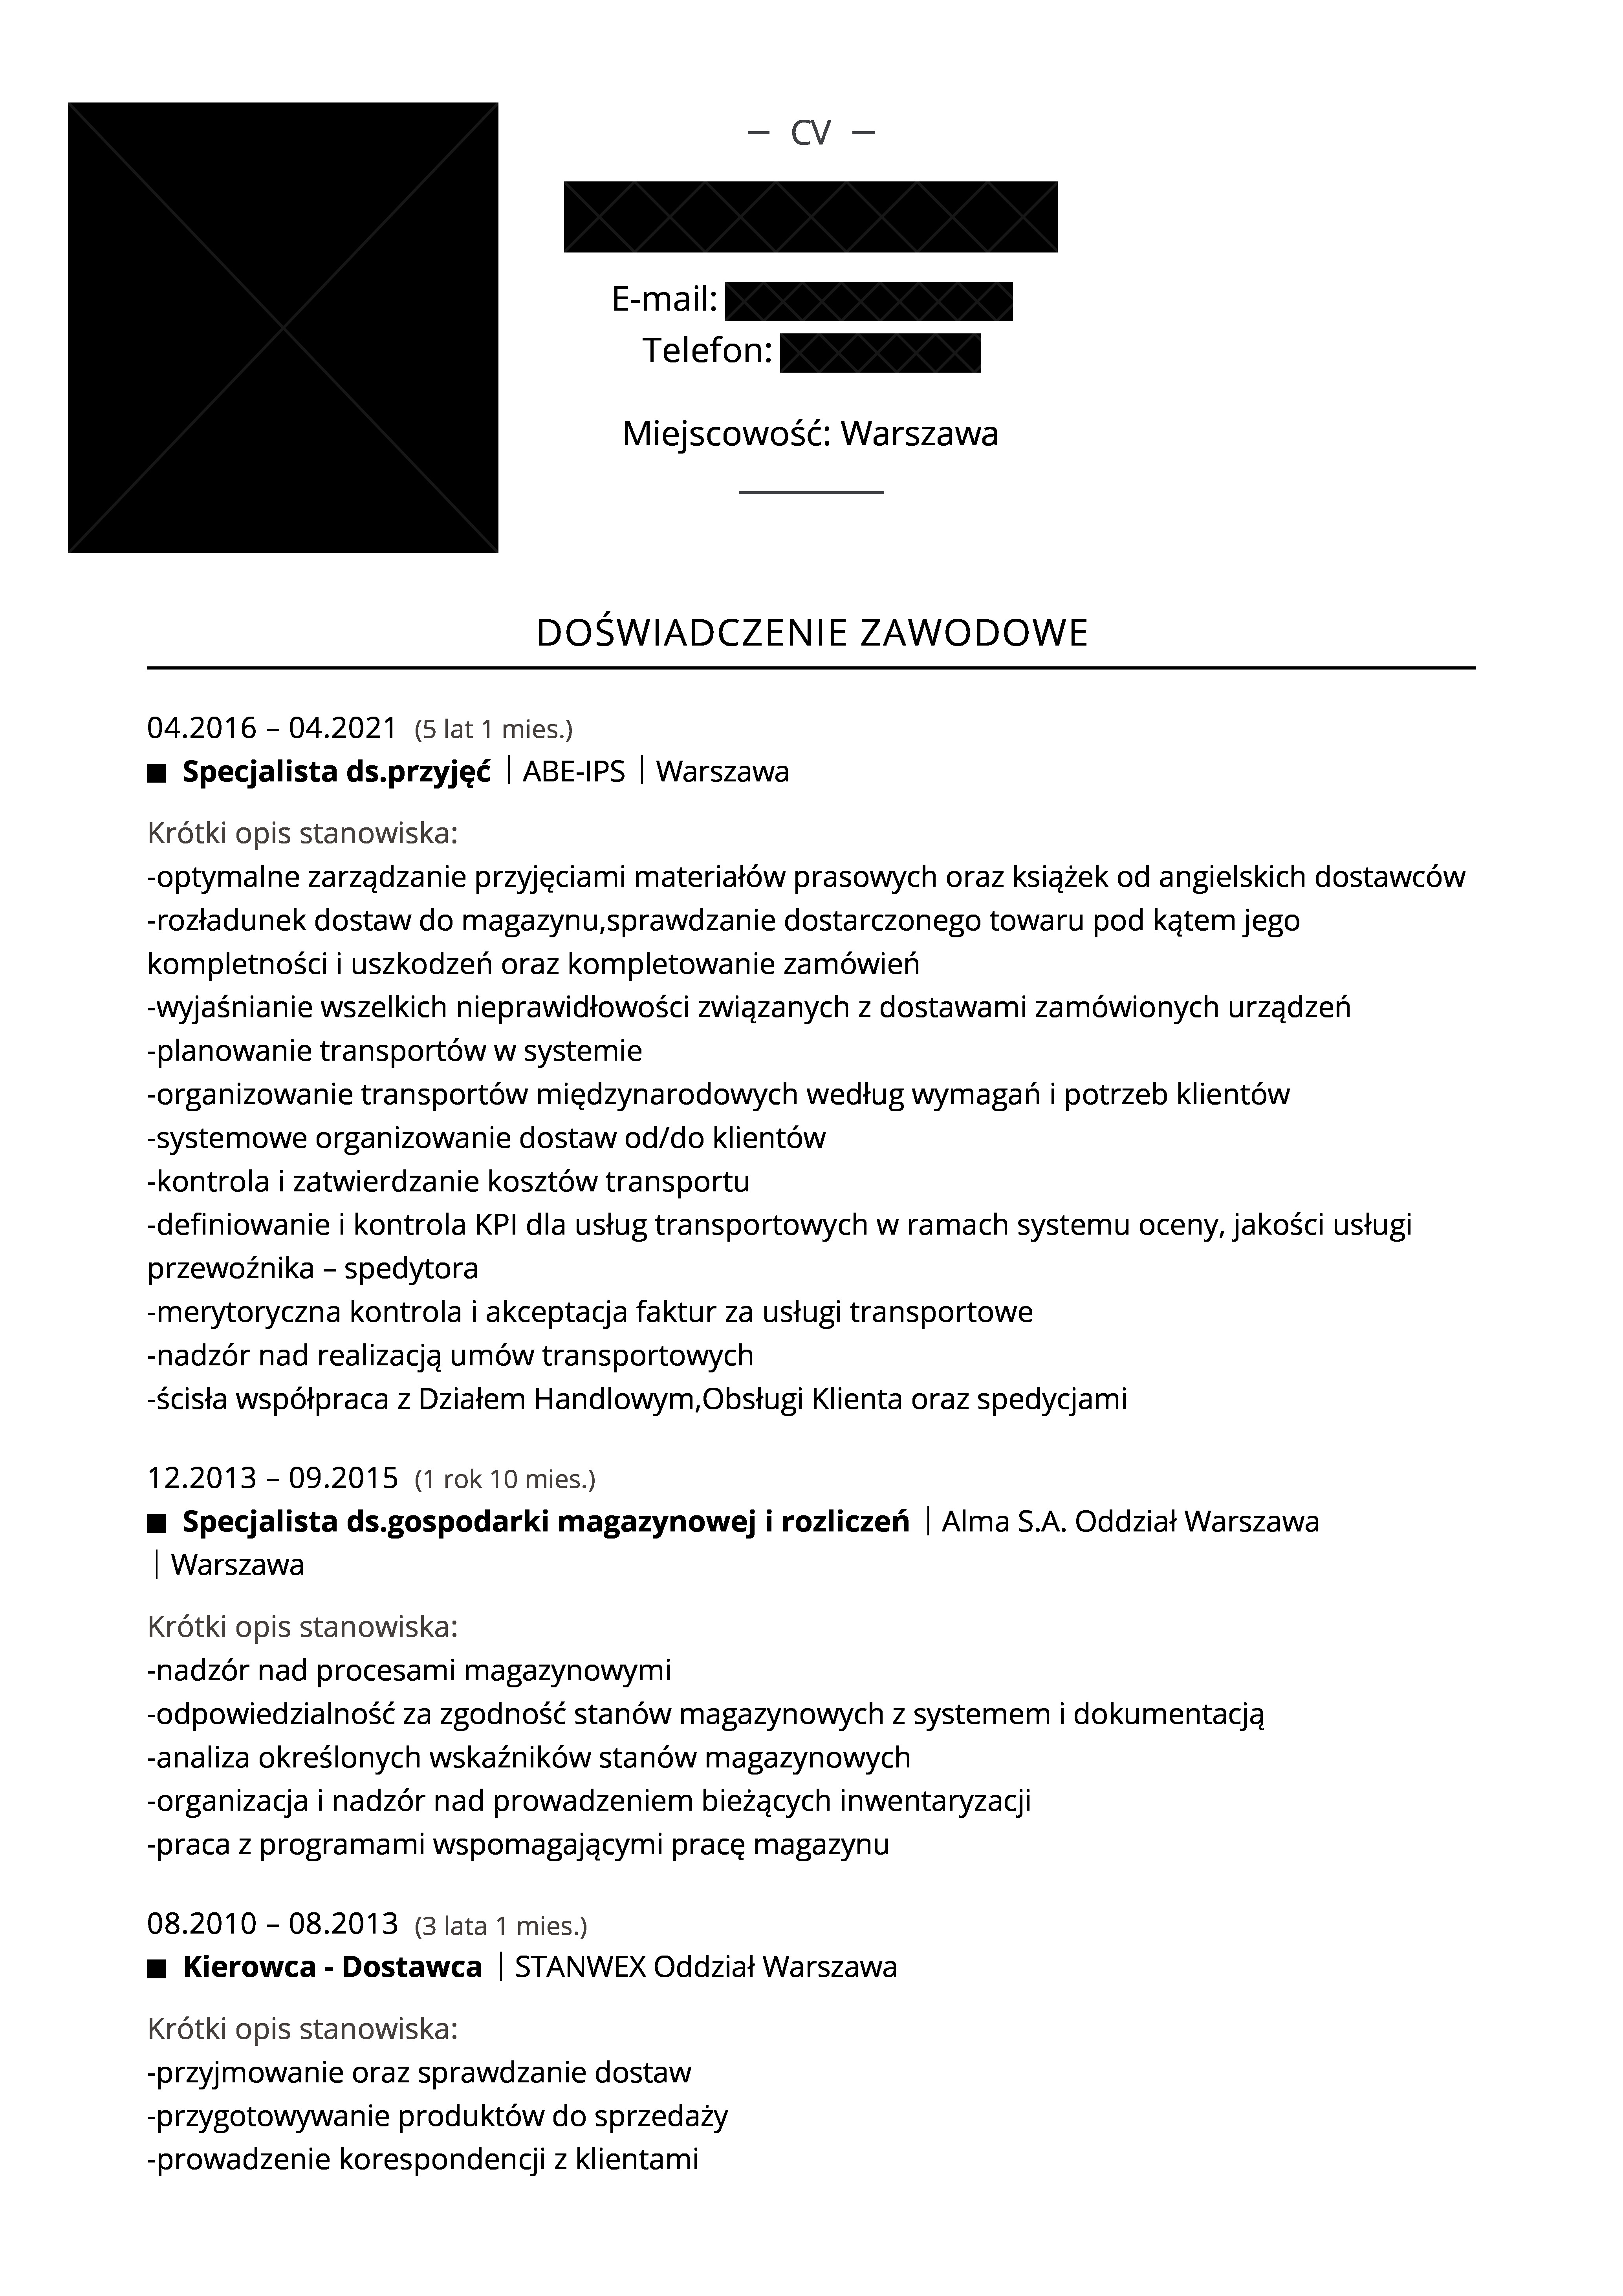 – CV –
E-mail:
Telefon:
Miejscowość: Warszawa
DOŚWIADCZENIE ZAWODOWE
04.2016 – 04.2021 (5 lat 1 mies.)
■ Specjalista ds.przyjęć | ABE-IPS | Warszawa
Krótki opis stanowiska:
-optymalne zarządzanie przyjęciami materiałów prasowych oraz książek od angielskich dostawców
-rozładunek dostaw do magazynu,sprawdzanie dostarczonego towaru pod kątem jego
kompletności i uszkodzeń oraz kompletowanie zamówień
-wyjaśnianie wszelkich nieprawidłowości związanych z dostawami zamówionych urządzeń
-planowanie transportów w systemie
-organizowanie transportów międzynarodowych według wymagań i potrzeb klientów
-systemowe organizowanie dostaw od/do klientów
-kontrola i zatwierdzanie kosztów transportu
-definiowanie i kontrola KPI dla usług transportowych w ramach systemu oceny, jakości usługi
przewoźnika – spedytora
-merytoryczna kontrola i akceptacja faktur za usługi transportowe
-nadzór nad realizacją umów transportowych
-ścisła współpraca z Działem Handlowym,Obsługi Klienta oraz spedycjami
12.2013 – 09.2015 (1 rok 10 mies.)
■ Specjalista ds.gospodarki magazynowej i rozliczeń | Alma S.A. Oddział Warszawa
| Warszawa
Krótki opis stanowiska:
-nadzór nad procesami magazynowymi
-odpowiedzialność za zgodność stanów magazynowych z systemem i dokumentacją
-analiza określonych wskaźników stanów magazynowych
-organizacja i nadzór nad prowadzeniem bieżących inwentaryzacji
-praca z programami wspomagającymi pracę magazynu
08.2010 – 08.2013 (3 lata 1 mies.)
■ Kierowca - Dostawca | STANWEX Oddział Warszawa
Krótki opis stanowiska:
-przyjmowanie oraz sprawdzanie dostaw
-przygotowywanie produktów do sprzedaży
-prowadzenie korespondencji z klientami